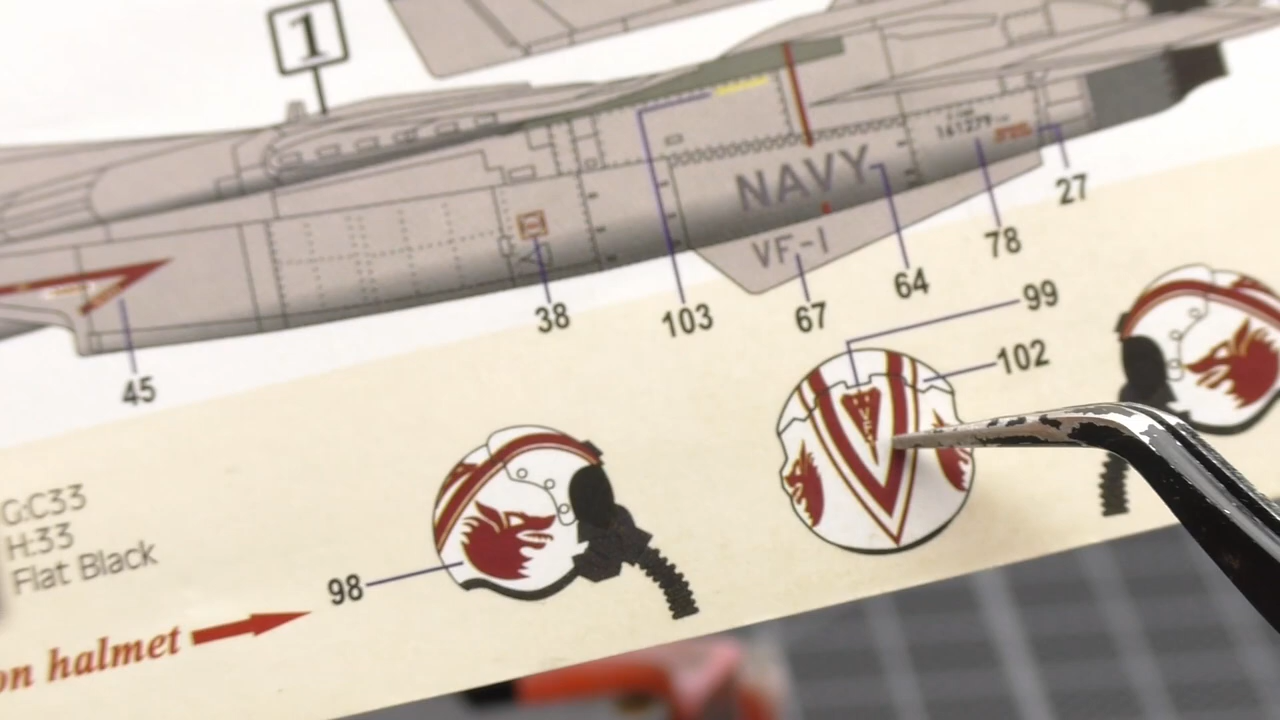 1
161279
NAVY
VF-1
27
78
64
67
103
38
45
99
102
G:C33
H:33
Flat Black
98
on halmet